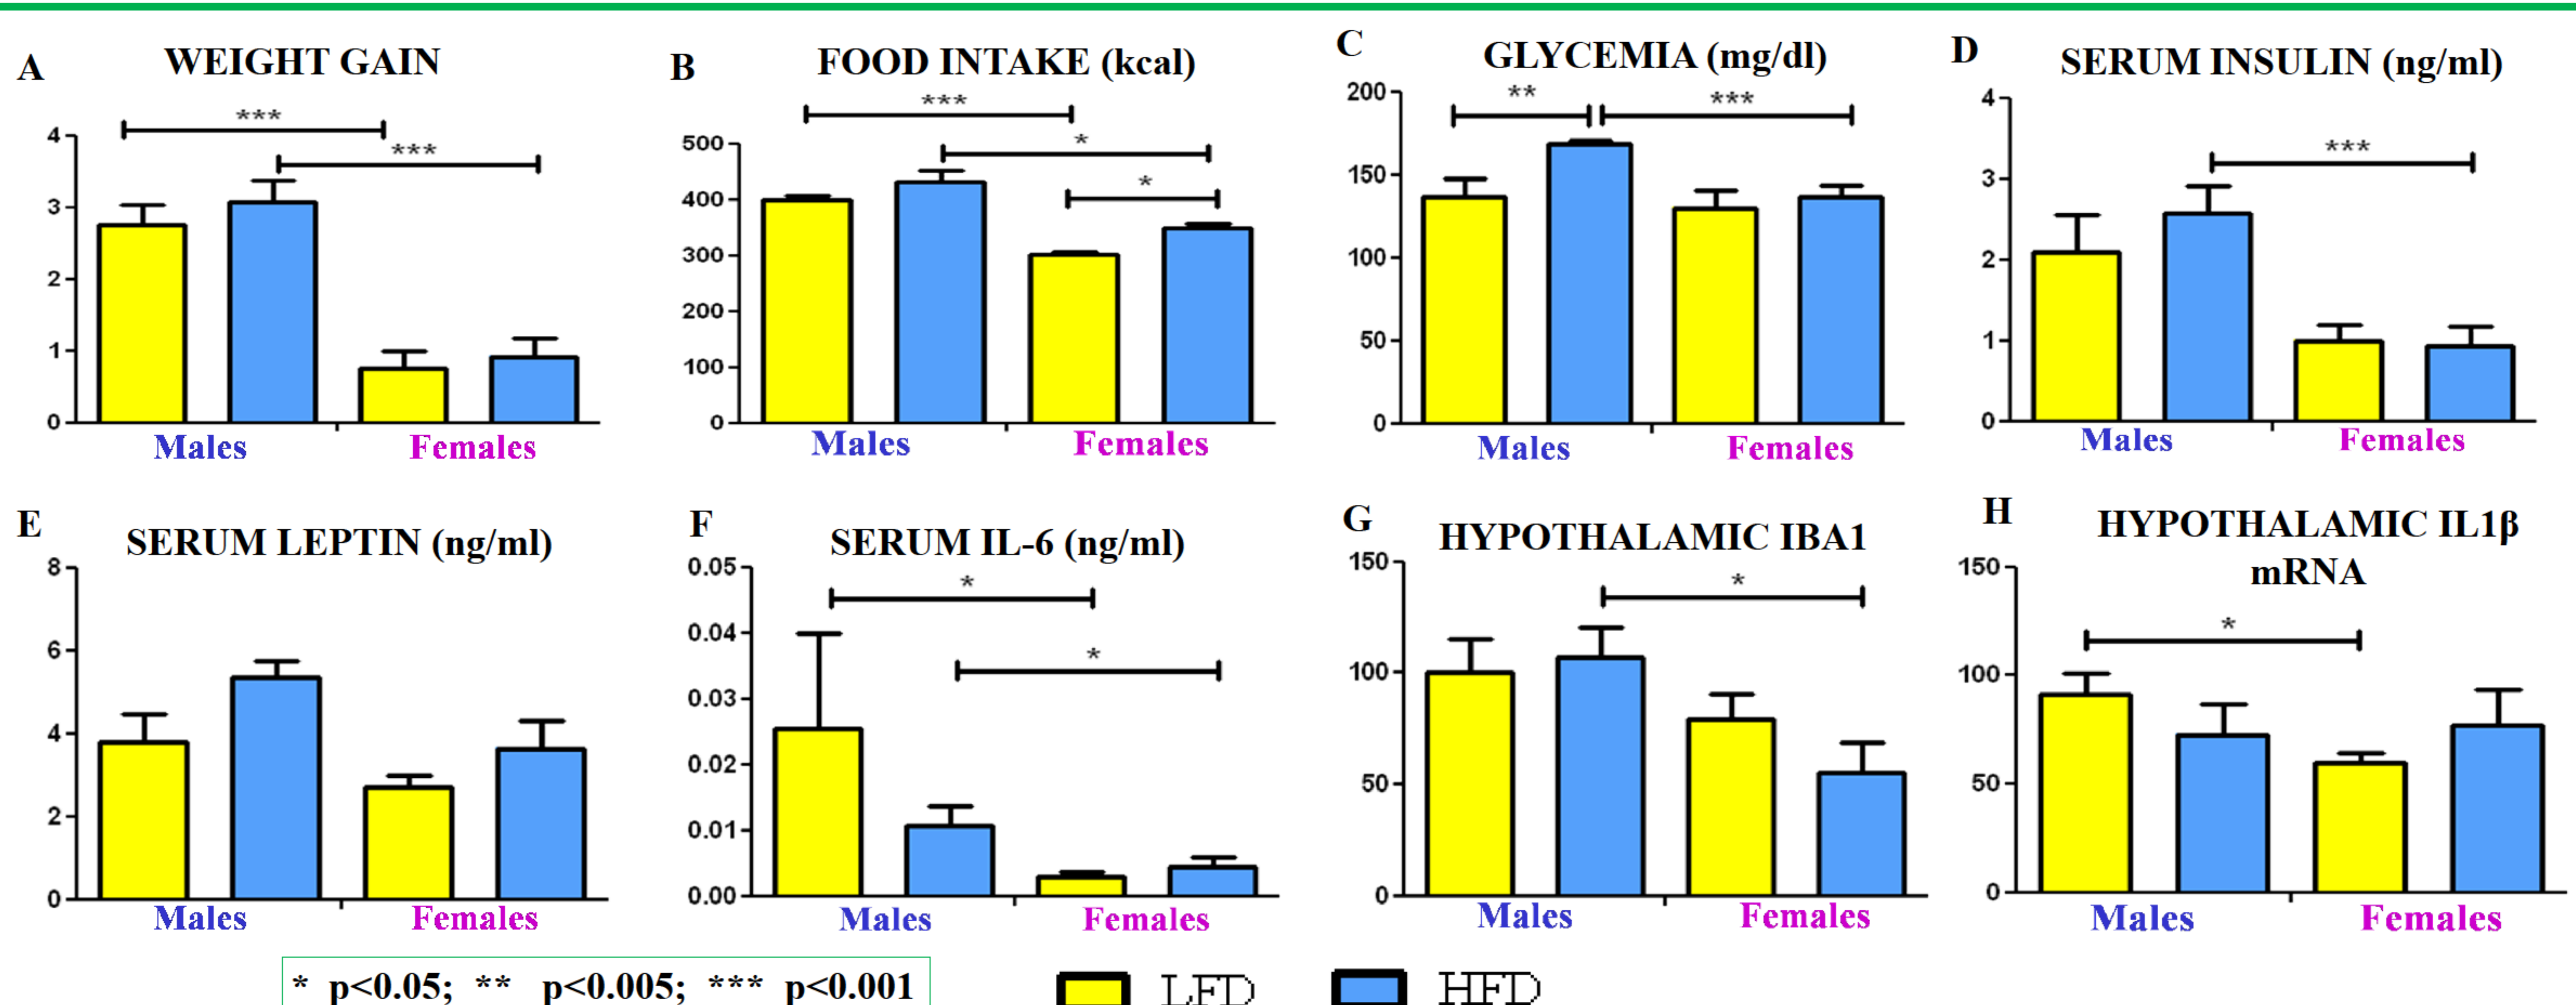 A
WEIGHT GAIN
***
***
4
3
2
1
0
Males
Females
B
FOOD INTAKE (kcal)
***
*
*
500
400
300
200
100
0
Males
Females
C
GLYCEMIA (mg/dl)
**
***
200
150
100
50
0
Males
Females
D
SERUM INSULIN (ng/ml)
***
4
3
2
1
0
Males
Females
E
SERUM LEPTIN (ng/ml)
8
6
4
2
0
Males
Females
F
SERUM IL-6 (ng/ml)
*
*
0.05
0.04
0.03
0.02
0.01
0.00
Males
Females
G
HYPOTHALAMIC IBA1
*
150
100
50
0
Males
Females
H
HYPOTHALAMIC IL1β
mRNA
*
150
100
50
0
Males
Females
* p<0.05; ** p<0.005; *** p<0.001
LFD
HFD